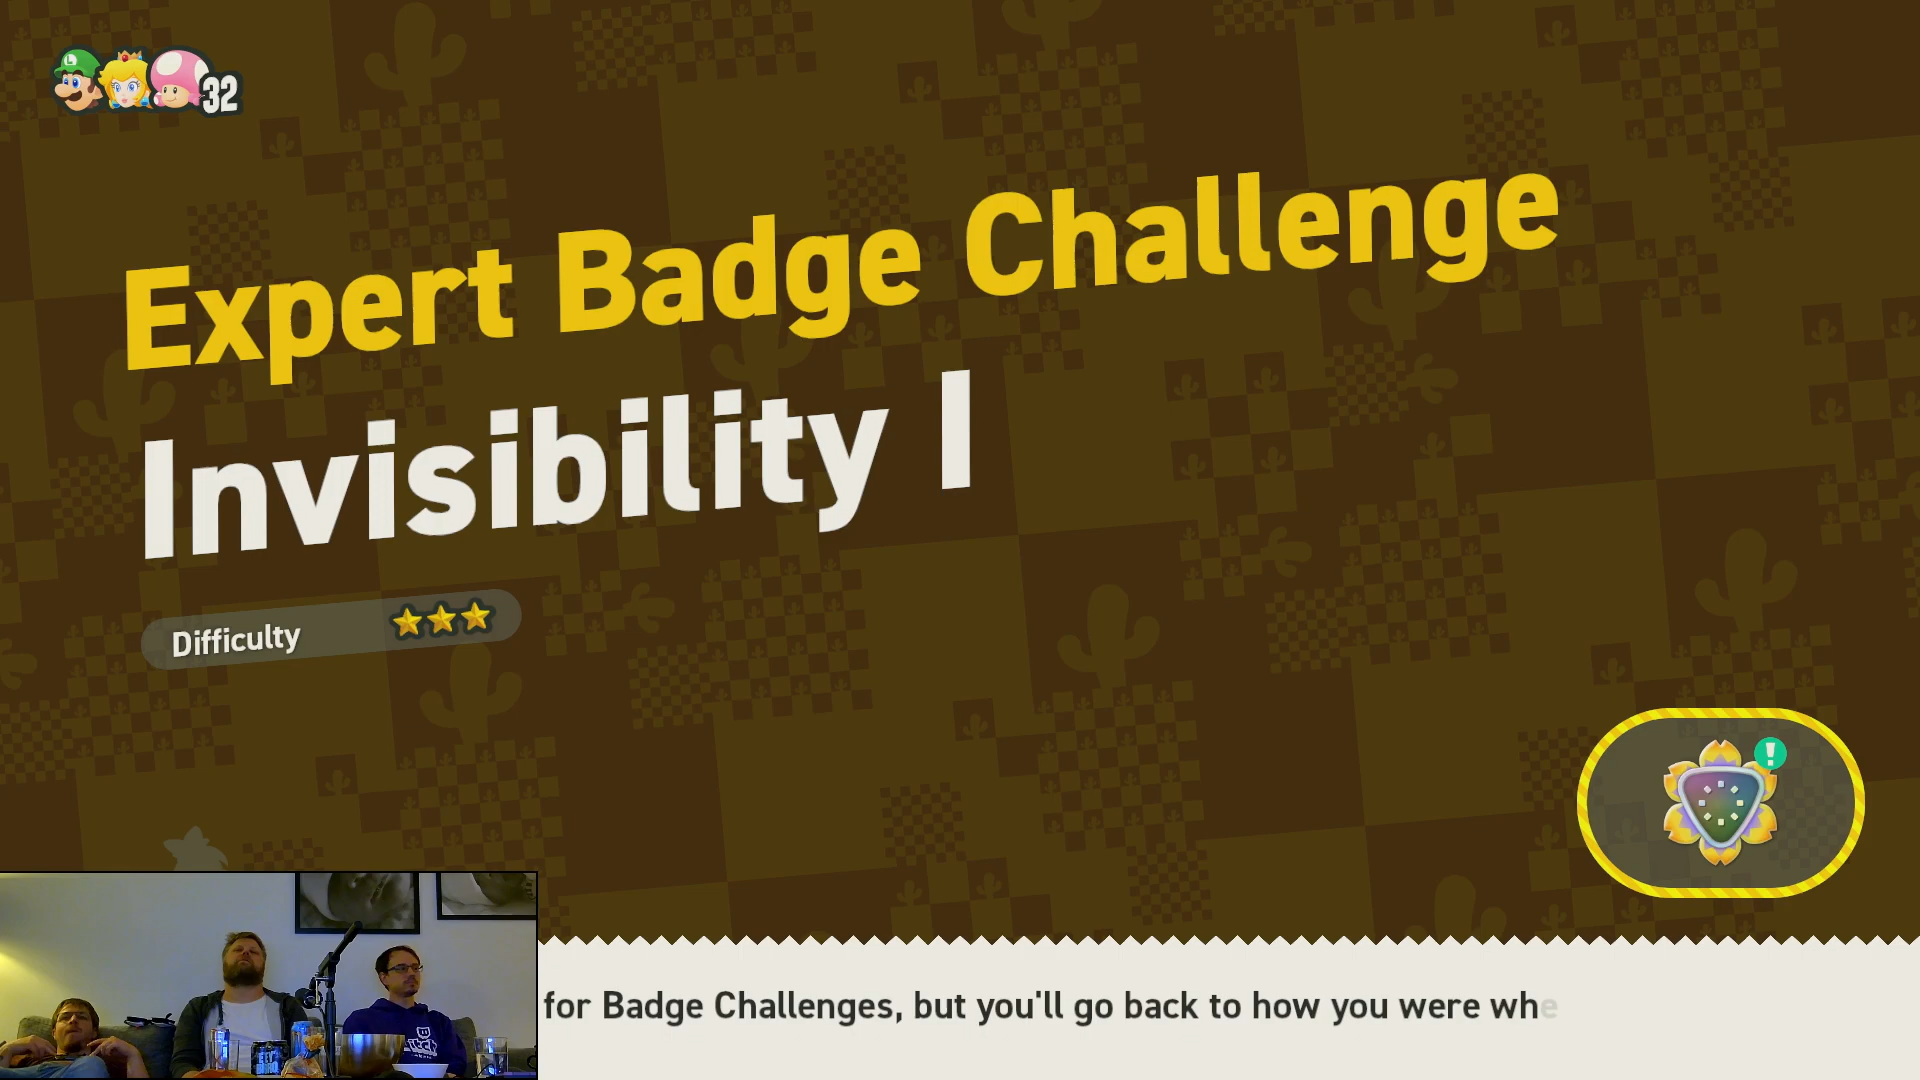 32
Expert Badge Challenge
Invisibility I
Difficulty
for Badge Challenges, but you'll go back to how you were whe